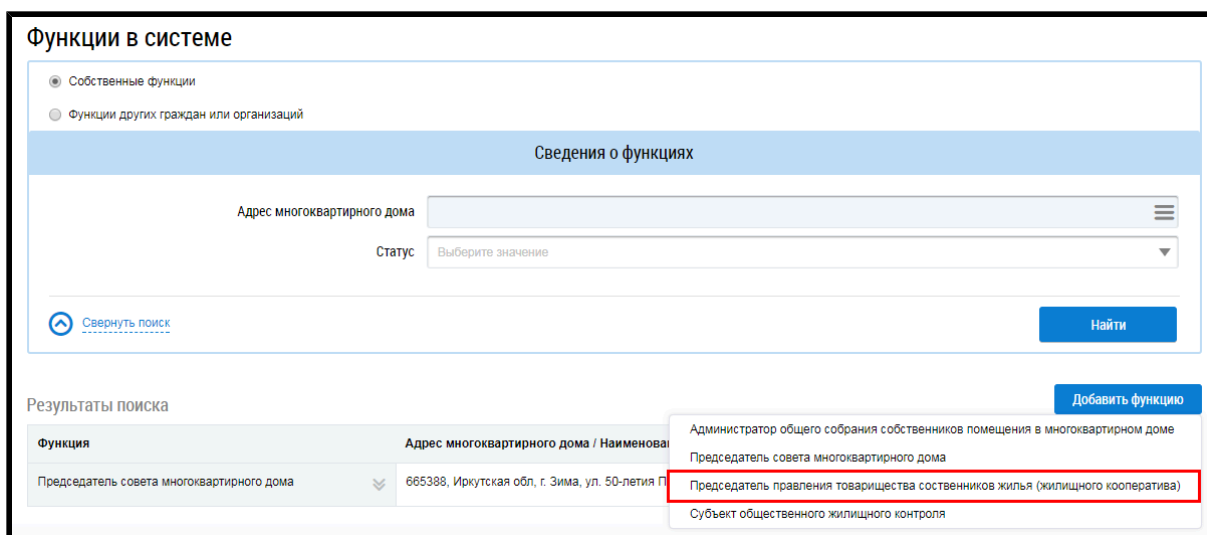 Функции в системе
Собственные функции
Функции других граждан или организаций
Сведения о функциях
Адрес многоквартирного дома
Статус
Выберите значение
Свернуть поиск
Найти
Результаты поиска
Добавить функцию
Функция
Адрес многоквартирного дома / Наименова
Администратор общего собрания собственников помещения в многоквартирном доме
Председатель совета многоквартирного дома
Председатель правления товарищества соственников жилья (жилищного кооператива)
Субъект общественного жилищного контроля
Председатель совета многоквартирного дома
665388, Иркутская обл, г. Зима, ул. 50-летия П